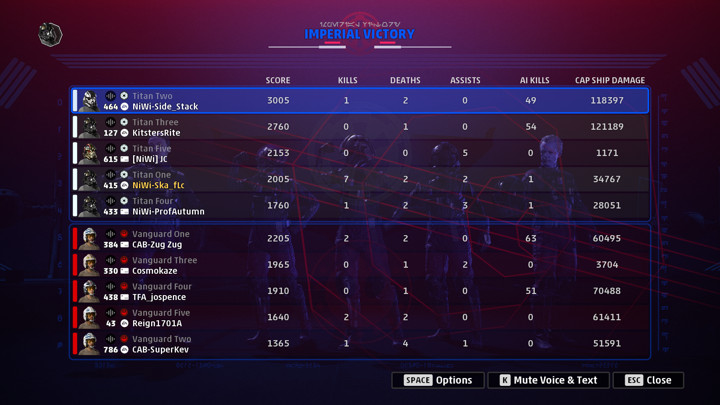 IMPERIAL VICTORY
SCORE KILLS DEATHS ASSISTS AI KILLS CAP SHIP DAMAGE
Titan Two
464 NiWi-Side_Stack 3005 1 2 0 49 118397
Titan Three
127 KitstersRite 2760 0 1 0 54 121189
Titan Five
615 [NiWi] JC 2153 0 0 5 0 1171
Titan One
415 NiWi-Ska_fLc 2005 7 2 2 1 34767
Titan Four
433 NiWi-ProfAutumn 1760 1 2 3 1 28051
Vanguard One
384 CAB-Zug Zug 2205 2 2 0 63 60495
Vanguard Three
330 Cosmokaze 1965 0 1 2 0 3704
Vanguard Four
438 TFA_jospence 1910 0 1 0 51 70488
Vanguard Five
43 Reign1701A 1640 2 2 0 0 61411
Vanguard Two
786 CAB-SuperKev 1365 1 4 1 0 51591
SPACE Options K Mute Voice & Text ESC Close